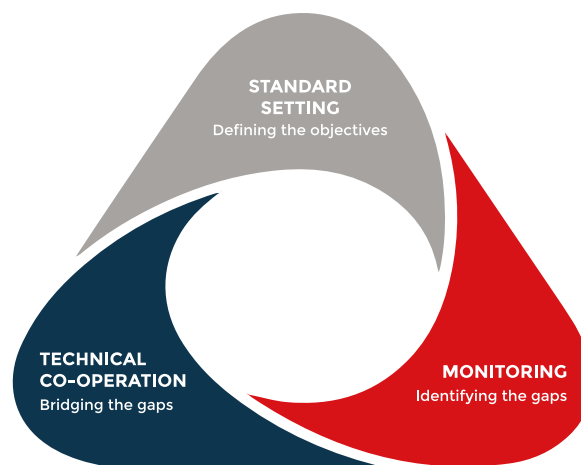 STANDARD
SETTING
Defining the objectives
TECHNICAL
CO-OPERATION
Bridging the gaps
MONITORING
Identifying the gaps